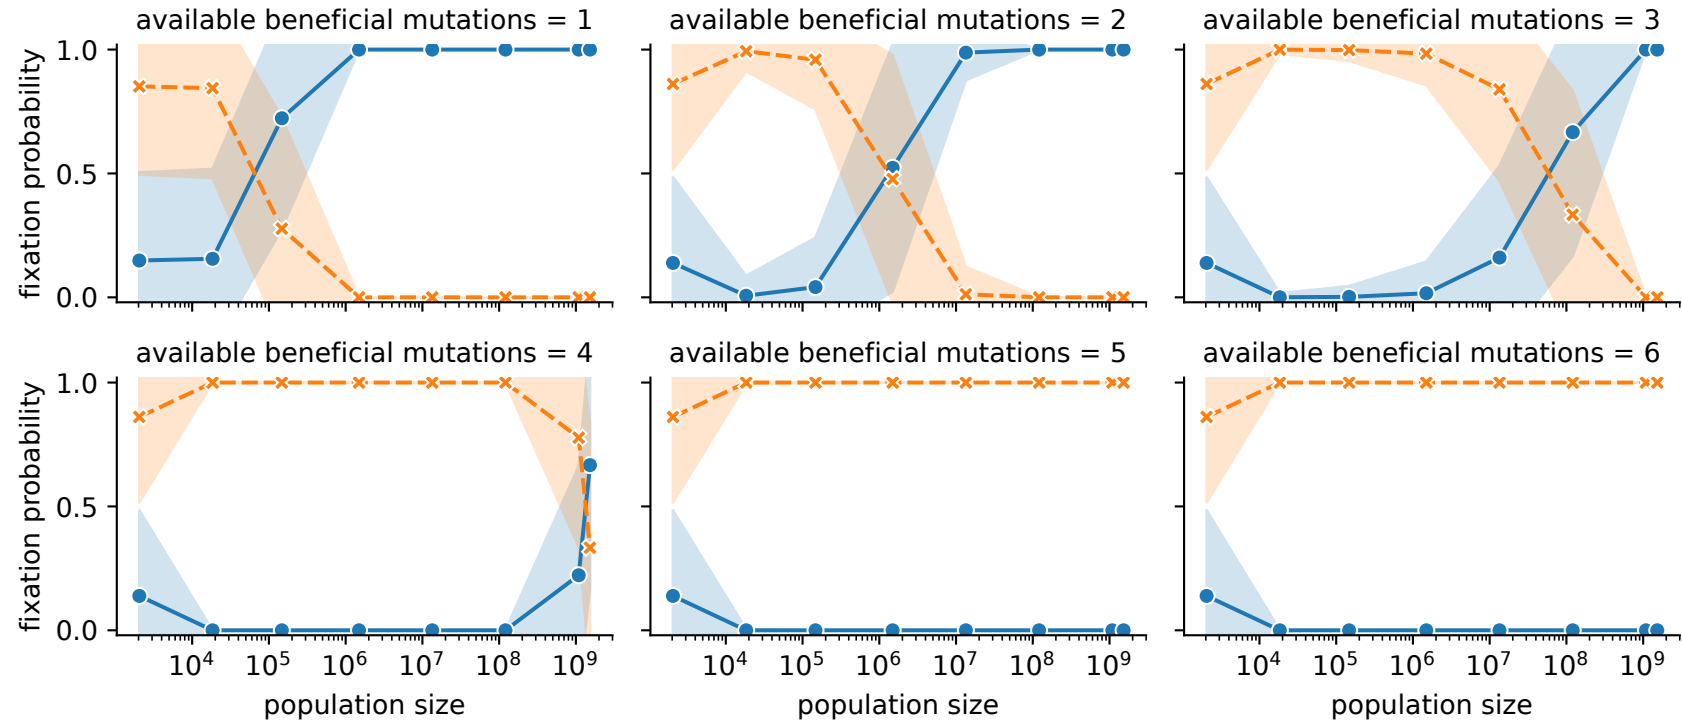 available beneficial mutations = 1
available beneficial mutations = 2
available beneficial mutations = 3
fixation probability
1.0
0.5
0.0
available beneficial mutations = 4
available beneficial mutations = 5
available beneficial mutations = 6
fixation probability
1.0
0.5
0.0
10⁴ 10⁵ 10⁶ 10⁷ 10⁸ 10⁹
10⁴ 10⁵ 10⁶ 10⁷ 10⁸ 10⁹
10⁴ 10⁵ 10⁶ 10⁷ 10⁸ 10⁹
population size
population size
population size